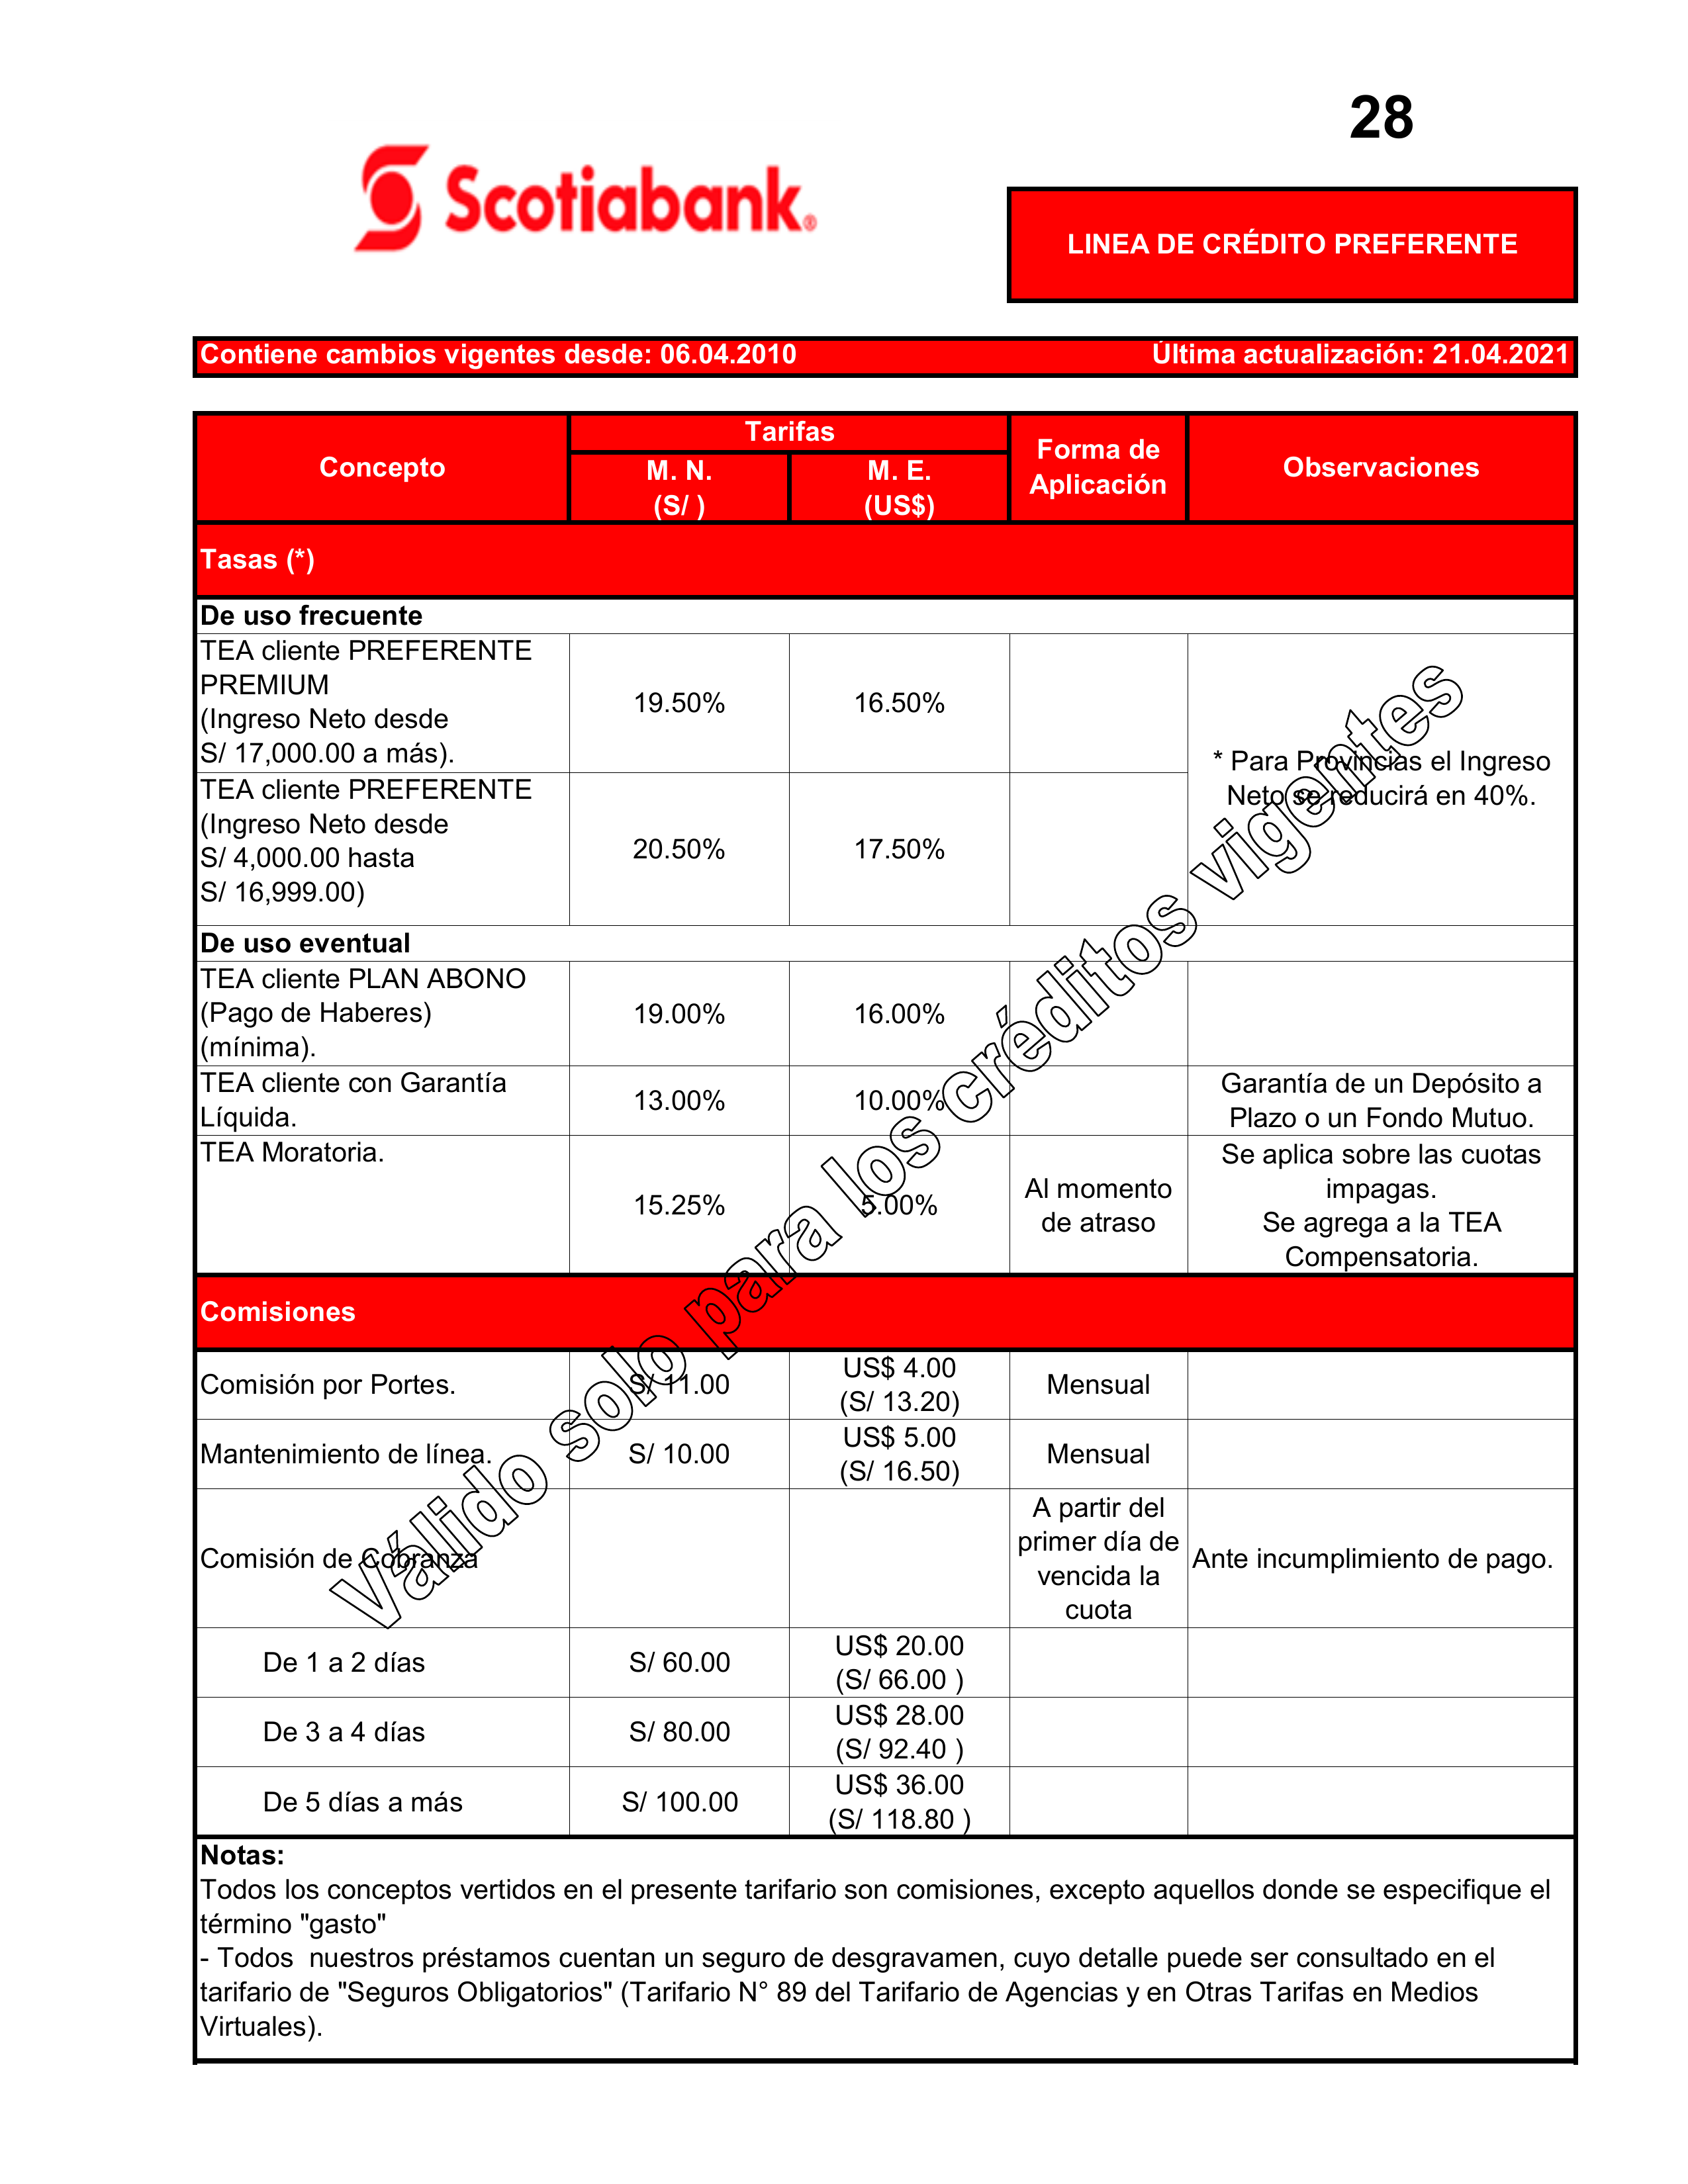 28
Scotiabank®
LINEA DE CRÉDITO PREFERENTE
Contiene cambios vigentes desde: 06.04.2010 Última actualización: 21.04.2021
Concepto
Tarifas
M. N.
(S/ )
M. E.
(US$)
Forma de
Aplicación
Observaciones
Tasas (*)
De uso frecuente
TEA cliente PREFERENTE
PREMIUM
(Ingreso Neto desde
S/ 17,000.00 a más).
19.50%
16.50%
* Para Provincias el Ingreso
Neto se reducirá en 40%.
TEA cliente PREFERENTE
(Ingreso Neto desde
S/ 4,000.00 hasta
S/ 16,999.00)
20.50%
17.50%
De uso eventual
TEA cliente PLAN ABONO
(Pago de Haberes)
(mínima).
19.00%
16.00%
TEA cliente con Garantía
Líquida.
13.00%
10.00%
Garantía de un Depósito a
Plazo o un Fondo Mutuo.
TEA Moratoria.
15.25%
5.00%
Al momento
de atraso
Se aplica sobre las cuotas
impagas.
Se agrega a la TEA
Compensatoria.
Comisiones
Comisión por Portes.
S/ 11.00
US$ 4.00
(S/ 13.20)
Mensual
Mantenimiento de línea.
S/ 10.00
US$ 5.00
(S/ 16.50)
Mensual
Comisión de Cobranza
A partir del
primer día de
vencida la
cuota
Ante incumplimiento de pago.
De 1 a 2 días
S/ 60.00
US$ 20.00
(S/ 66.00 )
De 3 a 4 días
S/ 80.00
US$ 28.00
(S/ 92.40 )
De 5 días a más
S/ 100.00
US$ 36.00
(S/ 118.80 )
Notas:
Todos los conceptos vertidos en el presente tarifario son comisiones, excepto aquellos donde se especifique el
término "gasto"
- Todos  nuestros préstamos cuentan un seguro de desgravamen, cuyo detalle puede ser consultado en el
tarifario de "Seguros Obligatorios" (Tarifario N° 89 del Tarifario de Agencias y en Otras Tarifas en Medios
Virtuales).
Válido solo para los créditos vigentes